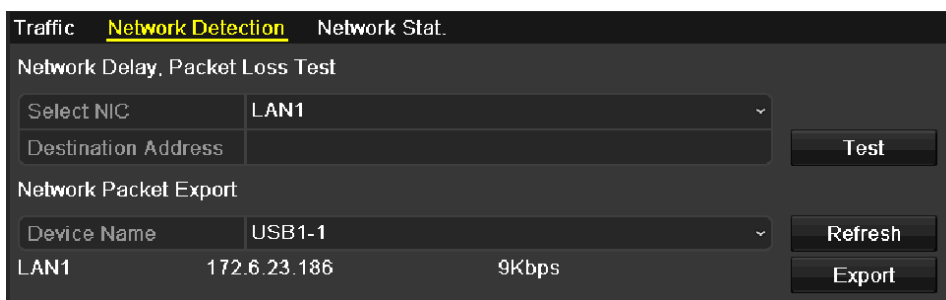 Traffic Network Detection Network Stat.
Network Delay, Packet Loss Test
Select NIC LAN1
Destination Address Test
Network Packet Export
Device Name USB1-1 Refresh
LAN1 172.6.23.186 9Kbps Export